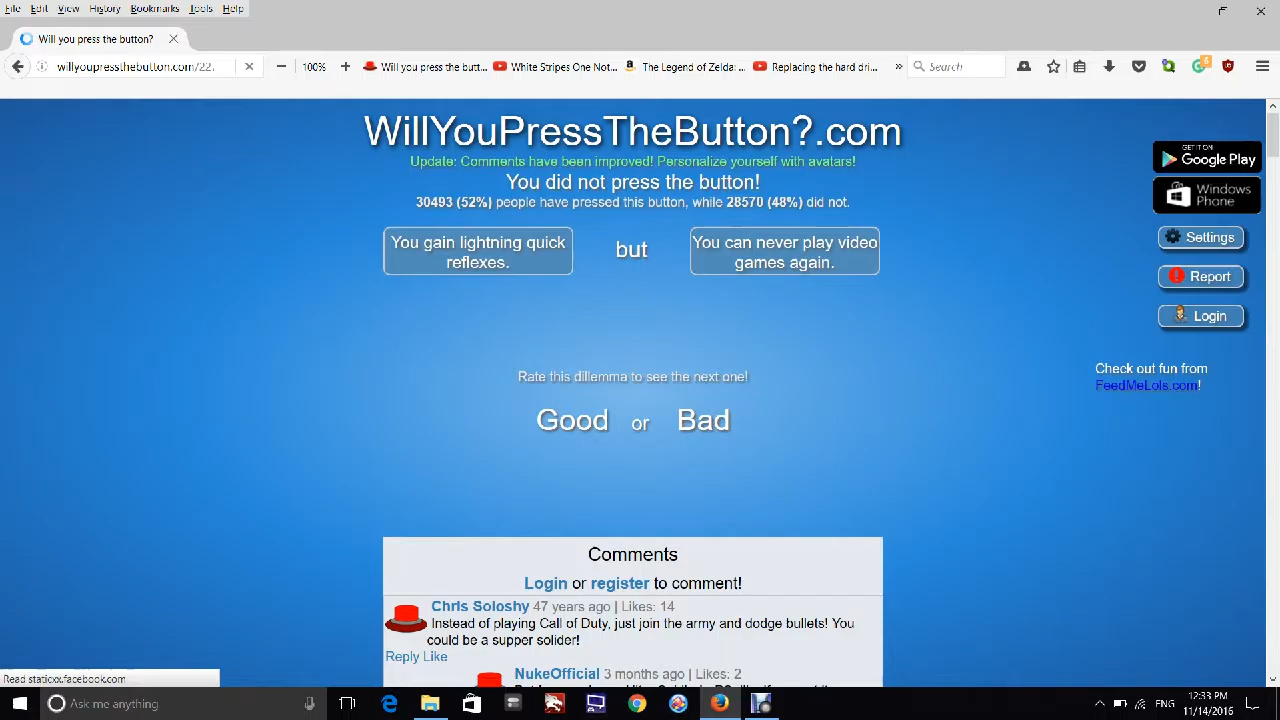 File Edit View History Bookmarks Tools Help
Will you press the button?
willyoupressthebutton.com/22.
100%
Will you press the butt...
White Stripes One Not...
The Legend of Zelda: ...
Replacing the hard dri...
Search
6
WillYouPressTheButton?.com
Update: Comments have been improved! Personalize yourself with avatars!
You did not press the button!
30493 (52%) people have pressed this button, while 28570 (48%) did not.
You gain lightning quick
reflexes.
but
You can never play video
games again.
GET IT ON
Google Play
Windows
Phone
Settings
Report
Login
Check out fun from
FeedMeLols.com!
Rate this dillemma to see the next one!
Good or Bad
Comments
Login or register to comment!
Chris Soloshy 47 years ago | Likes: 14
Instead of playing Call of Duty, just join the army and dodge bullets! You
could be a supper solider!
Reply Like
NukeOfficial 3 months ago | Likes: 2
Read staticxx.facebook.com
Ask me anything
ENG
12:33 PM
11/14/2016